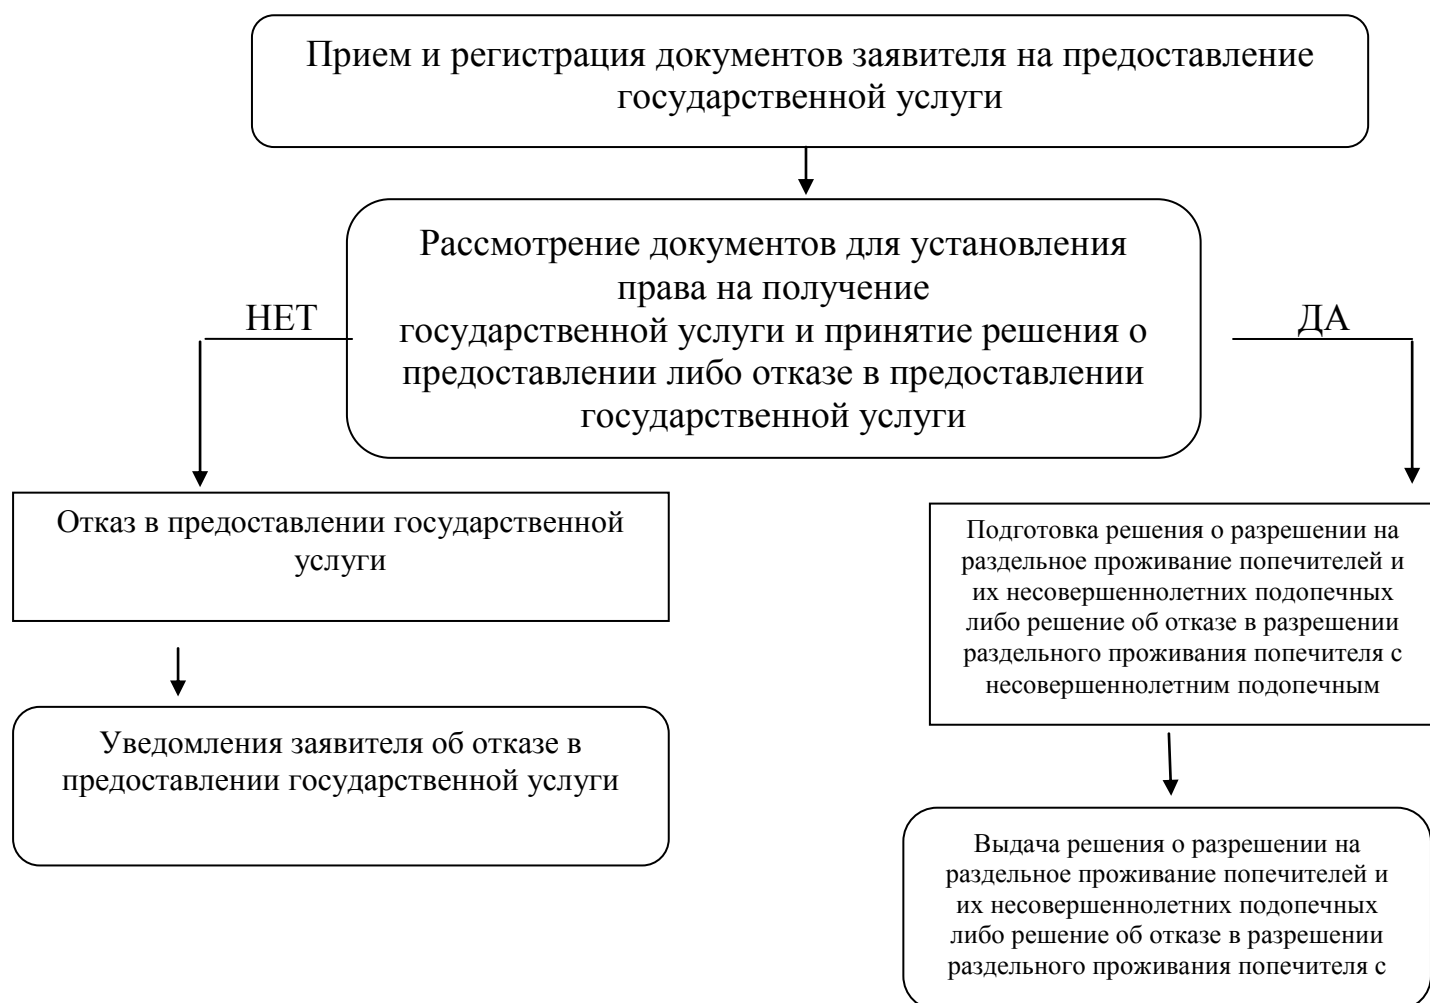 Прием и регистрация документов заявителя на предоставление
государственной услуги
Рассмотрение документов для установления
права на получение
государственной услуги и принятие решения о
предоставлении либо отказе в предоставлении
государственной услуги
НЕТ
ДА
Отказ в предоставлении государственной
услуги
Подготовка решения о разрешении на
раздельное проживание попечителей и
их несовершеннолетних подопечных
либо решение об отказе в разрешении
раздельного проживания попечителя с
несовершеннолетним подопечным
Уведомления заявителя об отказе в
предоставлении государственной услуги
Выдача решения о разрешении на
раздельное проживание попечителей и
их несовершеннолетних подопечных
либо решение об отказе в разрешении
раздельного проживания попечителя с